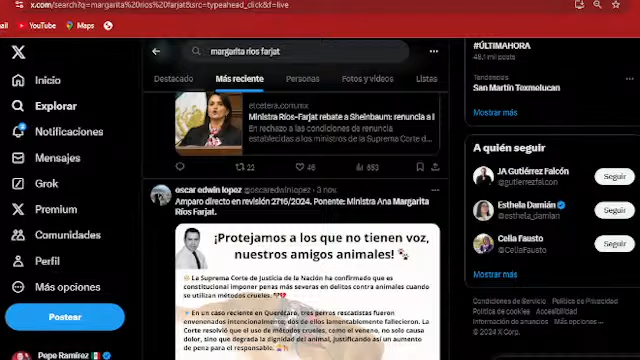 x.com/search?q=margarita%20rios%20farjat&src=typeahead_click&f=live
YouTube
Maps
margarita rios farjat
Destacado
Más reciente
Personas
Fotos y videos
Listas
Inicio
Explorar
Notificaciones
Mensajes
Grok
Premium
Comunidades
Perfil
Más opciones
Postear
Pepe Ramírez
etcetera.com.mx
Ministra Ríos-Farjat rebate a Sheinbaum: renuncia a l
En rechazo a las condiciones de renuncia
establecidas a los ministros de la Suprema Corte de...
22
46
853
oscar edwin lopez @oscaredwinlopez · 3 nov.
Amparo directo en revisión 2716/2024. Ponente: Ministra Ana Margarita
Ríos Farjat.
¡Protejamos a los que no tienen voz,
nuestros amigos animales!
La Suprema Corte de Justicia de la Nación ha confirmado que es
constitucional imponer penas más severas en delitos contra animales cuando
se utilizan métodos crueles.
En un caso reciente en Querétaro, tres perros rescatistas fueron
envenenados intencionalmente; dos de ellos lamentablemente fallecieron. La
Corte resolvió que el uso de métodos crueles, como el veneno, no solo causa
dolor, sino que degrada la dignidad del animal, justificando así un aumento
de pena para el responsable.
#ÚLTIMAHORA
48.1 mil posts
Tendencias
San Martín Texmelucan
Mostrar más
A quién seguir
JA Gutiérrez Falcón
@gutierrezfalcon
Seguir
Esthela Damián
@esthela_damian
Seguir
Celia Fausto
@CeliaFausto
Seguir
Mostrar más
Condiciones de Servicio Política de Privacidad
Política de cookies Accesibilidad
Información de anuncios Más opciones ...
© 2024 X Corp.